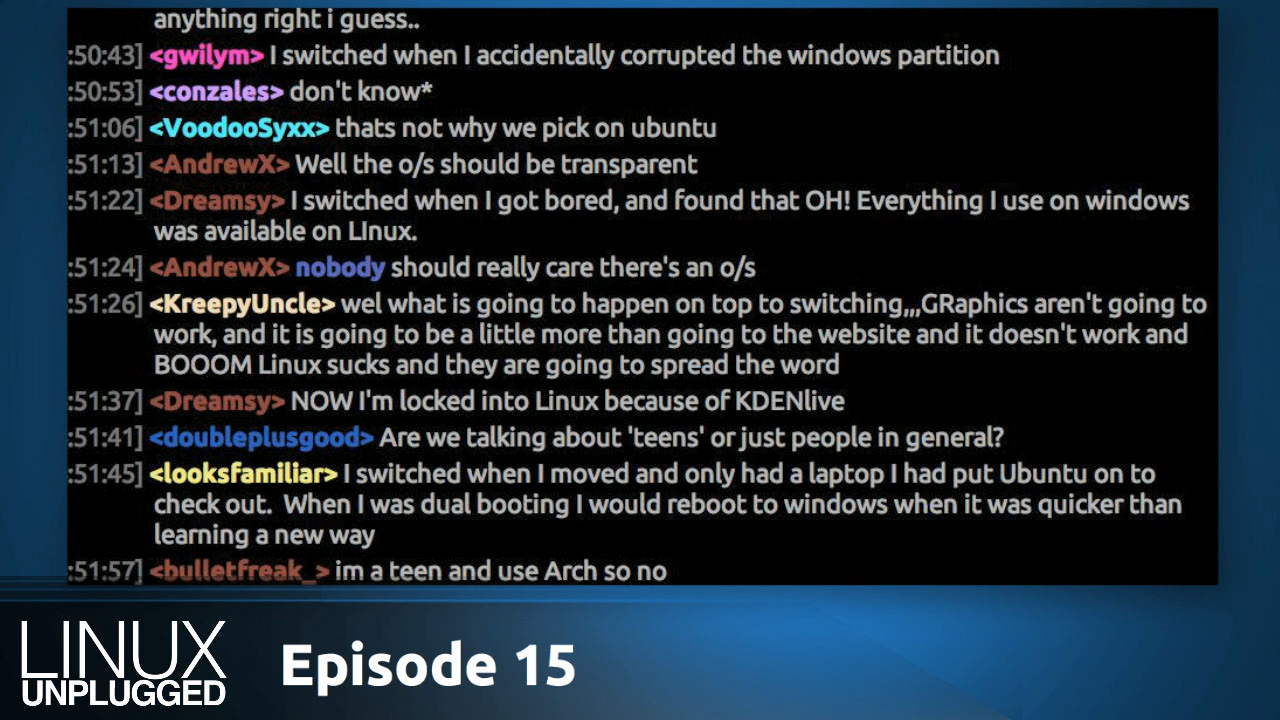 anything right i guess..
:50:43] <gwilym> I switched when I accidentally corrupted the windows partition
:50:53] <conzales> don't know*
:51:06] <VoodooSyxx> thats not why we pick on ubuntu
:51:13] <AndrewX> Well the o/s should be transparent
:51:22] <Dreamsy> I switched when I got bored, and found that OH! Everything I use on windows
was available on LInux.
:51:24] <AndrewX> nobody should really care there's an o/s
:51:26] <KreepyUncle> wel what is going to happen on top to switching,,,GRaphics aren't going to
work, and it is going to be a little more than going to the website and it doesn't work and
BOOOM Linux sucks and they are going to spread the word
:51:37] <Dreamsy> NOW I'm locked into Linux because of KDENlive
:51:41] <doubleplusgood> Are we talking about 'teens' or just people in general?
:51:45] <looksfamiliar> I switched when I moved and only had a laptop I had put Ubuntu on to
check out.  When I was dual booting I would reboot to windows when it was quicker than
learning a new way
:51:57] <bulletfreak_> im a teen and use Arch so no
LINUX
UNPLUGGED
Episode 15